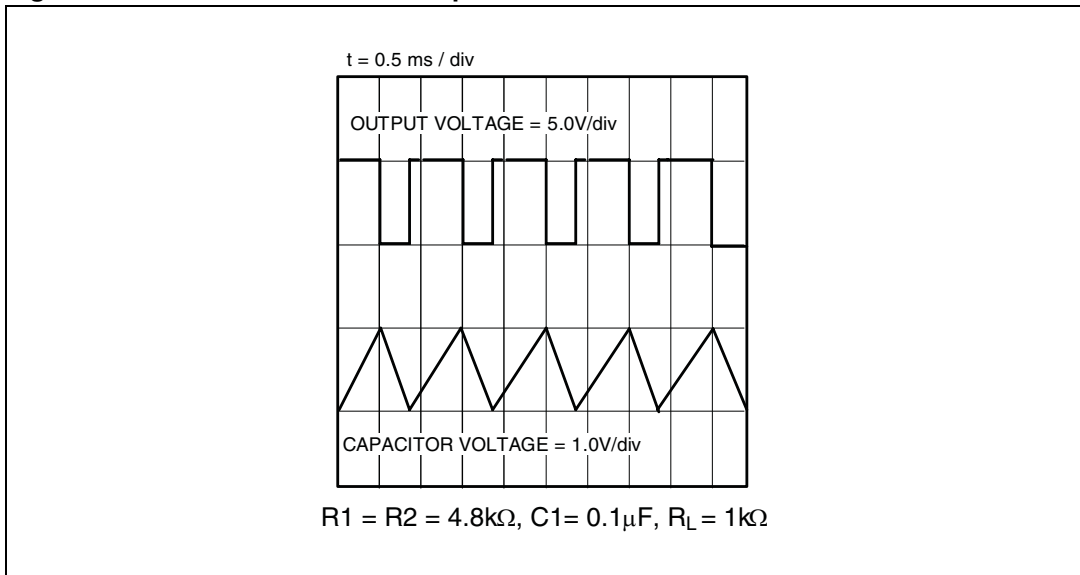 t = 0.5 ms / div
OUTPUT VOLTAGE = 5.0V/div
CAPACITOR VOLTAGE = 1.0V/div
R1 = R2 = 4.8kΩ, C1= 0.1µF, RL = 1kΩ